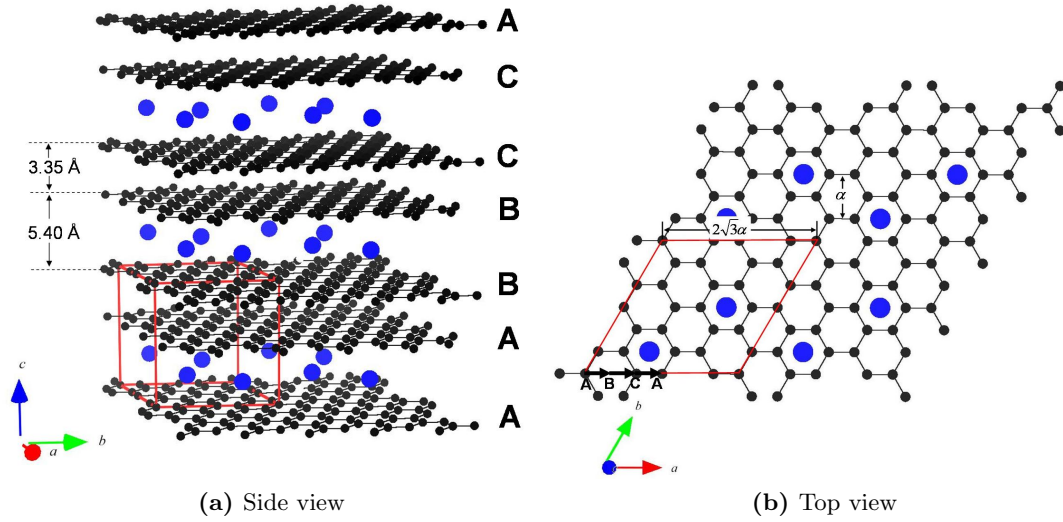 A
C
C
3.35 Å
B
5.40 Å
B
A
A
c
b
a
(a) Side view
α
2√3α
A B C A
b
a
(b) Top view